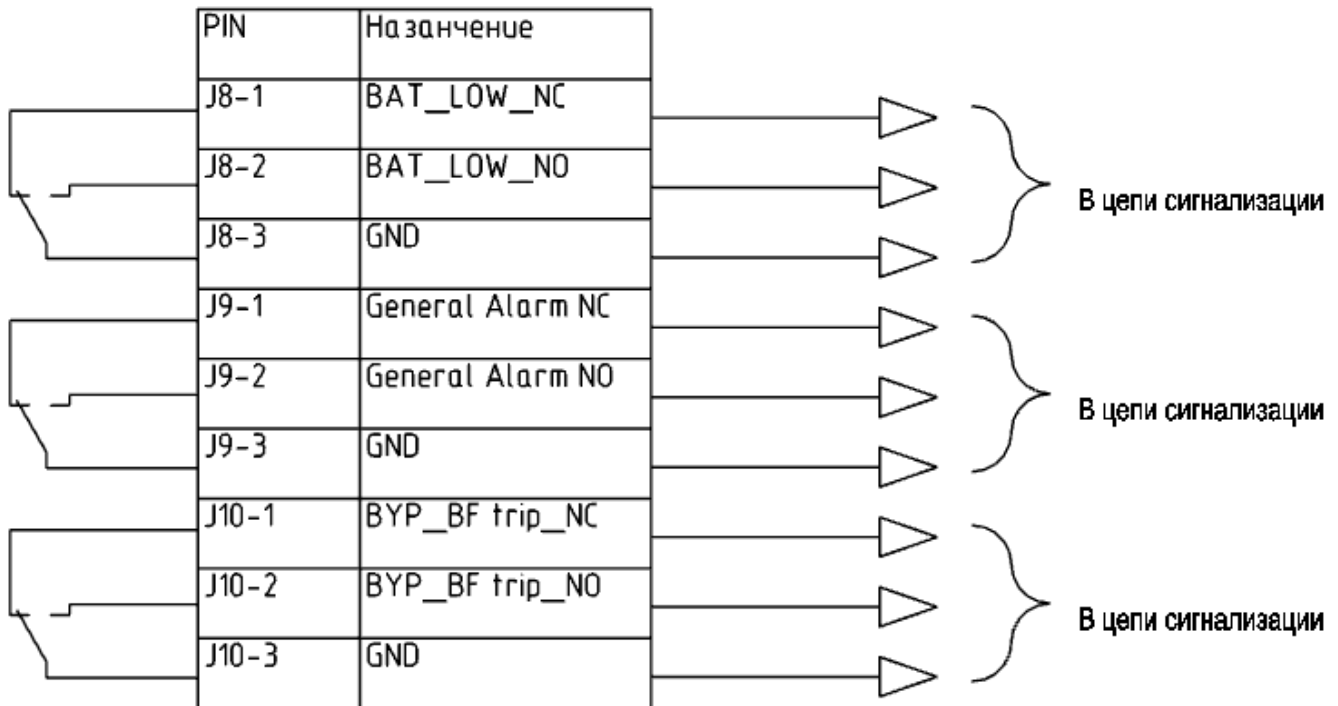 PIN Назанчение
J8-1 BAT_LOW_NC
J8-2 BAT_LOW_NO
J8-3 GND
В цепи сигнализации
J9-1 General Alarm NC
J9-2 General Alarm NO
J9-3 GND
В цепи сигнализации
J10-1 BYP_BF trip_NC
J10-2 BYP_BF trip_NO
J10-3 GND
В цепи сигнализации